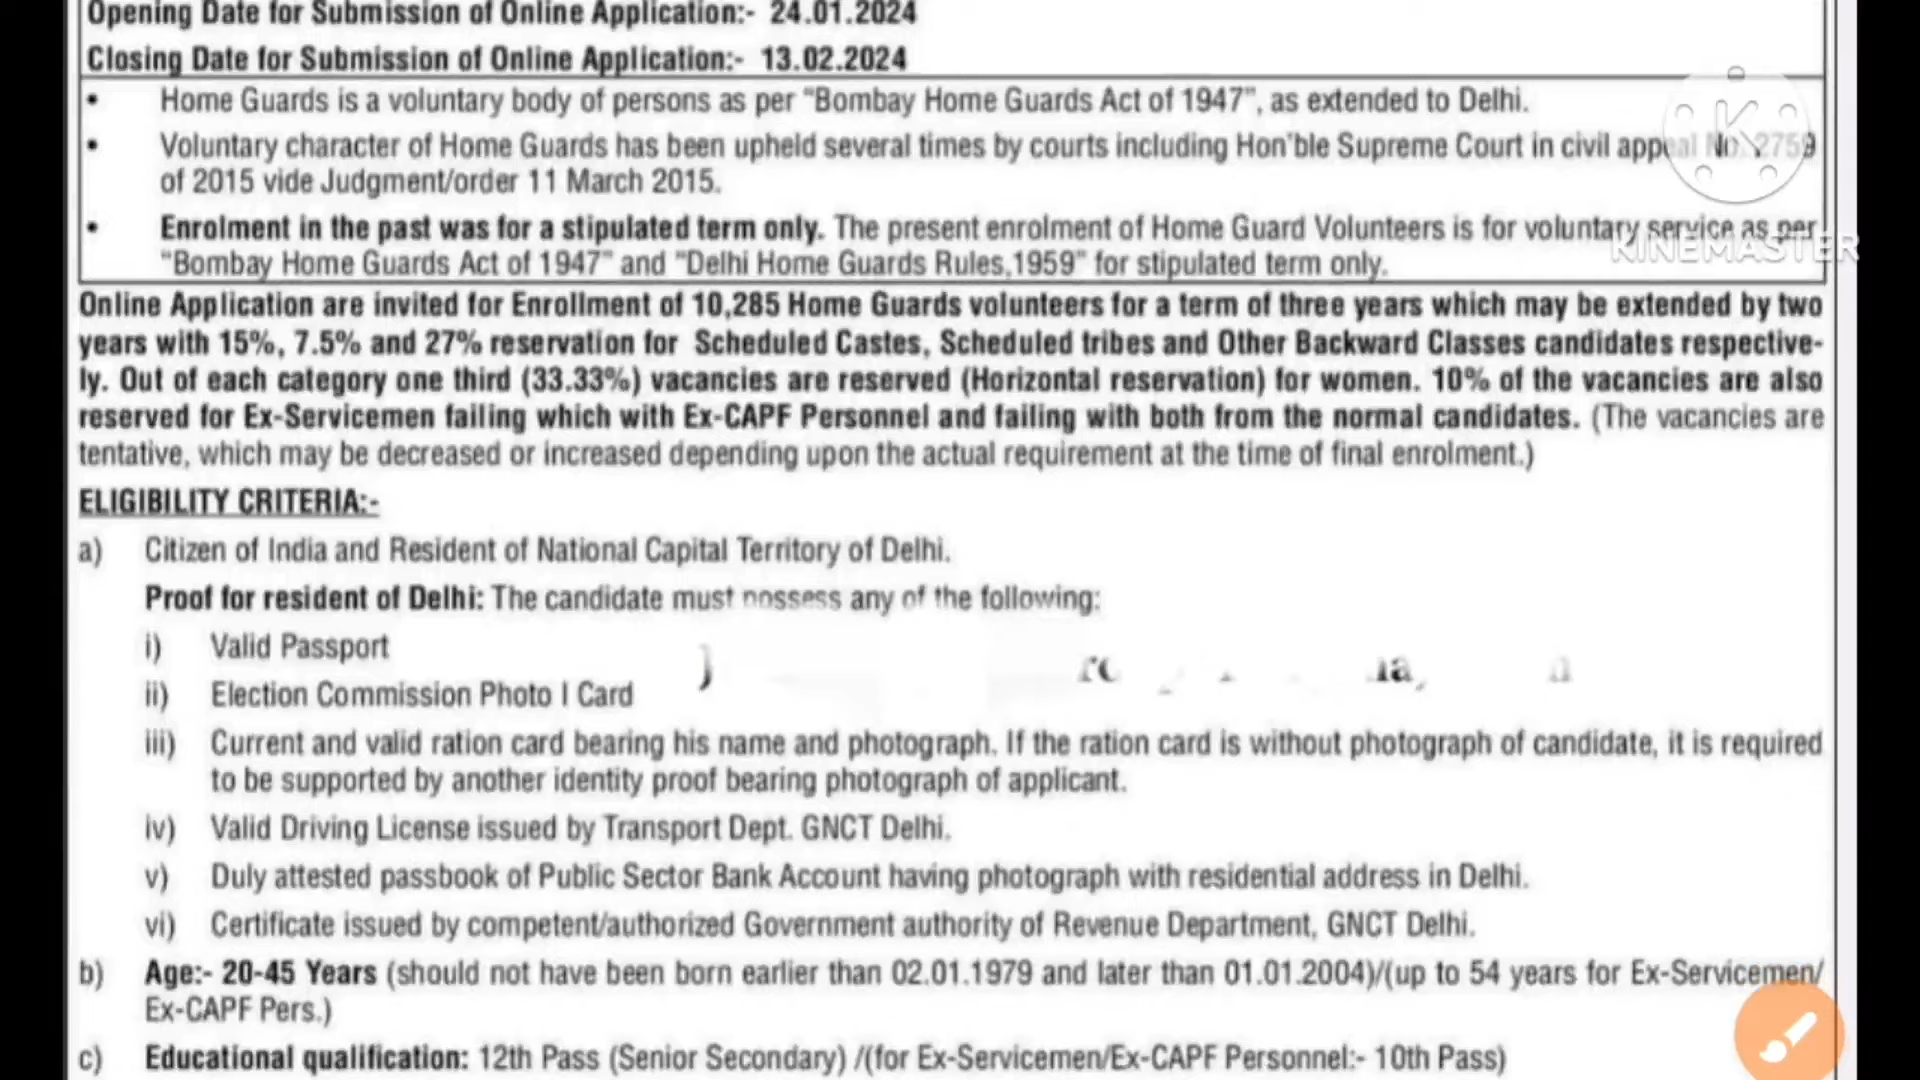 Opening Date for Submission of Online Application:- 24.01.2024
Closing Date for Submission of Online Application:- 13.02.2024
• Home Guards is a voluntary body of persons as per "Bombay Home Guards Act of 1947", as extended to Delhi.
• Voluntary character of Home Guards has been upheld several times by courts including Hon'ble Supreme Court in civil appeal No. 2759
of 2015 vide Judgment/order 11 March 2015.
• Enrolment in the past was for a stipulated term only. The present enrolment of Home Guard Volunteers is for voluntary service as per
"Bombay Home Guards Act of 1947" and "Delhi Home Guards Rules,1959" for stipulated term only.
K
KINEMASTER
Online Application are invited for Enrollment of 10,285 Home Guards volunteers for a term of three years which may be extended by two
years with 15%, 7.5% and 27% reservation for Scheduled Castes, Scheduled tribes and Other Backward Classes candidates respective-
ly. Out of each category one third (33.33%) vacancies are reserved (Horizontal reservation) for women. 10% of the vacancies are also
reserved for Ex-Servicemen failing which with Ex-CAPF Personnel and failing with both from the normal candidates. (The vacancies are
tentative, which may be decreased or increased depending upon the actual requirement at the time of final enrolment.)
ELIGIBILITY CRITERIA:-
a) Citizen of India and Resident of National Capital Territory of Delhi.
Proof for resident of Delhi: The candidate must possess any of the following:
i) Valid Passport
ii) Election Commission Photo I Card
iii) Current and valid ration card bearing his name and photograph. If the ration card is without photograph of candidate, it is required
to be supported by another identity proof bearing photograph of applicant.
iv) Valid Driving License issued by Transport Dept. GNCT Delhi.
v) Duly attested passbook of Public Sector Bank Account having photograph with residential address in Delhi.
vi) Certificate issued by competent/authorized Government authority of Revenue Department, GNCT Delhi.
b) Age:- 20-45 Years (should not have been born earlier than 02.01.1979 and later than 01.01.2004)/(up to 54 years for Ex-Servicemen/
Ex-CAPF Pers.)
c) Educational qualification: 12th Pass (Senior Secondary) /(for Ex-Servicemen/Ex-CAPF Personnel:- 10th Pass)